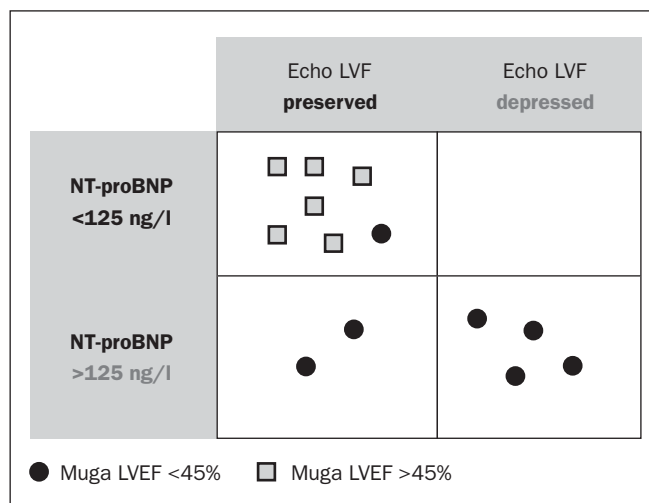 Echo LVF
preserved
Echo LVF
depressed
NT-proBNP
<125 ng/l
NT-proBNP
>125 ng/l
Muga LVEF <45%
Muga LVEF >45%